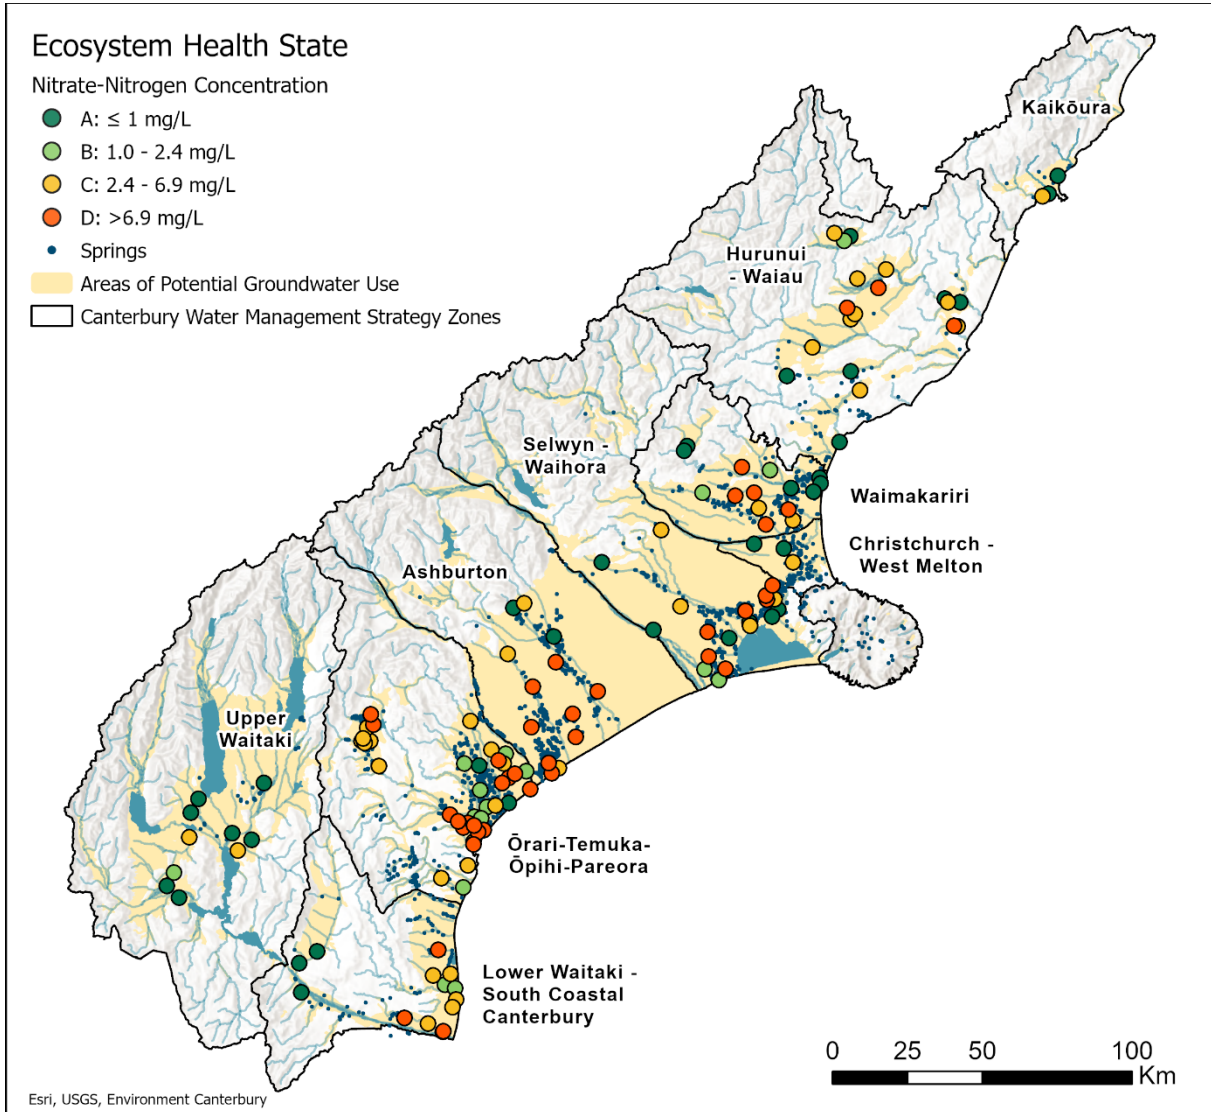 Ecosystem Health State
Nitrate-Nitrogen Concentration
A: ≤ 1 mg/L
B: 1.0 - 2.4 mg/L
C: 2.4 - 6.9 mg/L
D: >6.9 mg/L
Springs
Areas of Potential Groundwater Use
Canterbury Water Management Strategy Zones
Kaikōura
Hurunui
- Waiau
Selwyn -
Waihora
Waimakariri
Christchurch -
West Melton
Ashburton
Upper
Waitaki
Ōrari-Temuka-
Ōpihi-Pareora
Lower Waitaki -
South Coastal
Canterbury
0 25 50 100
Km
Esri, USGS, Environment Canterbury